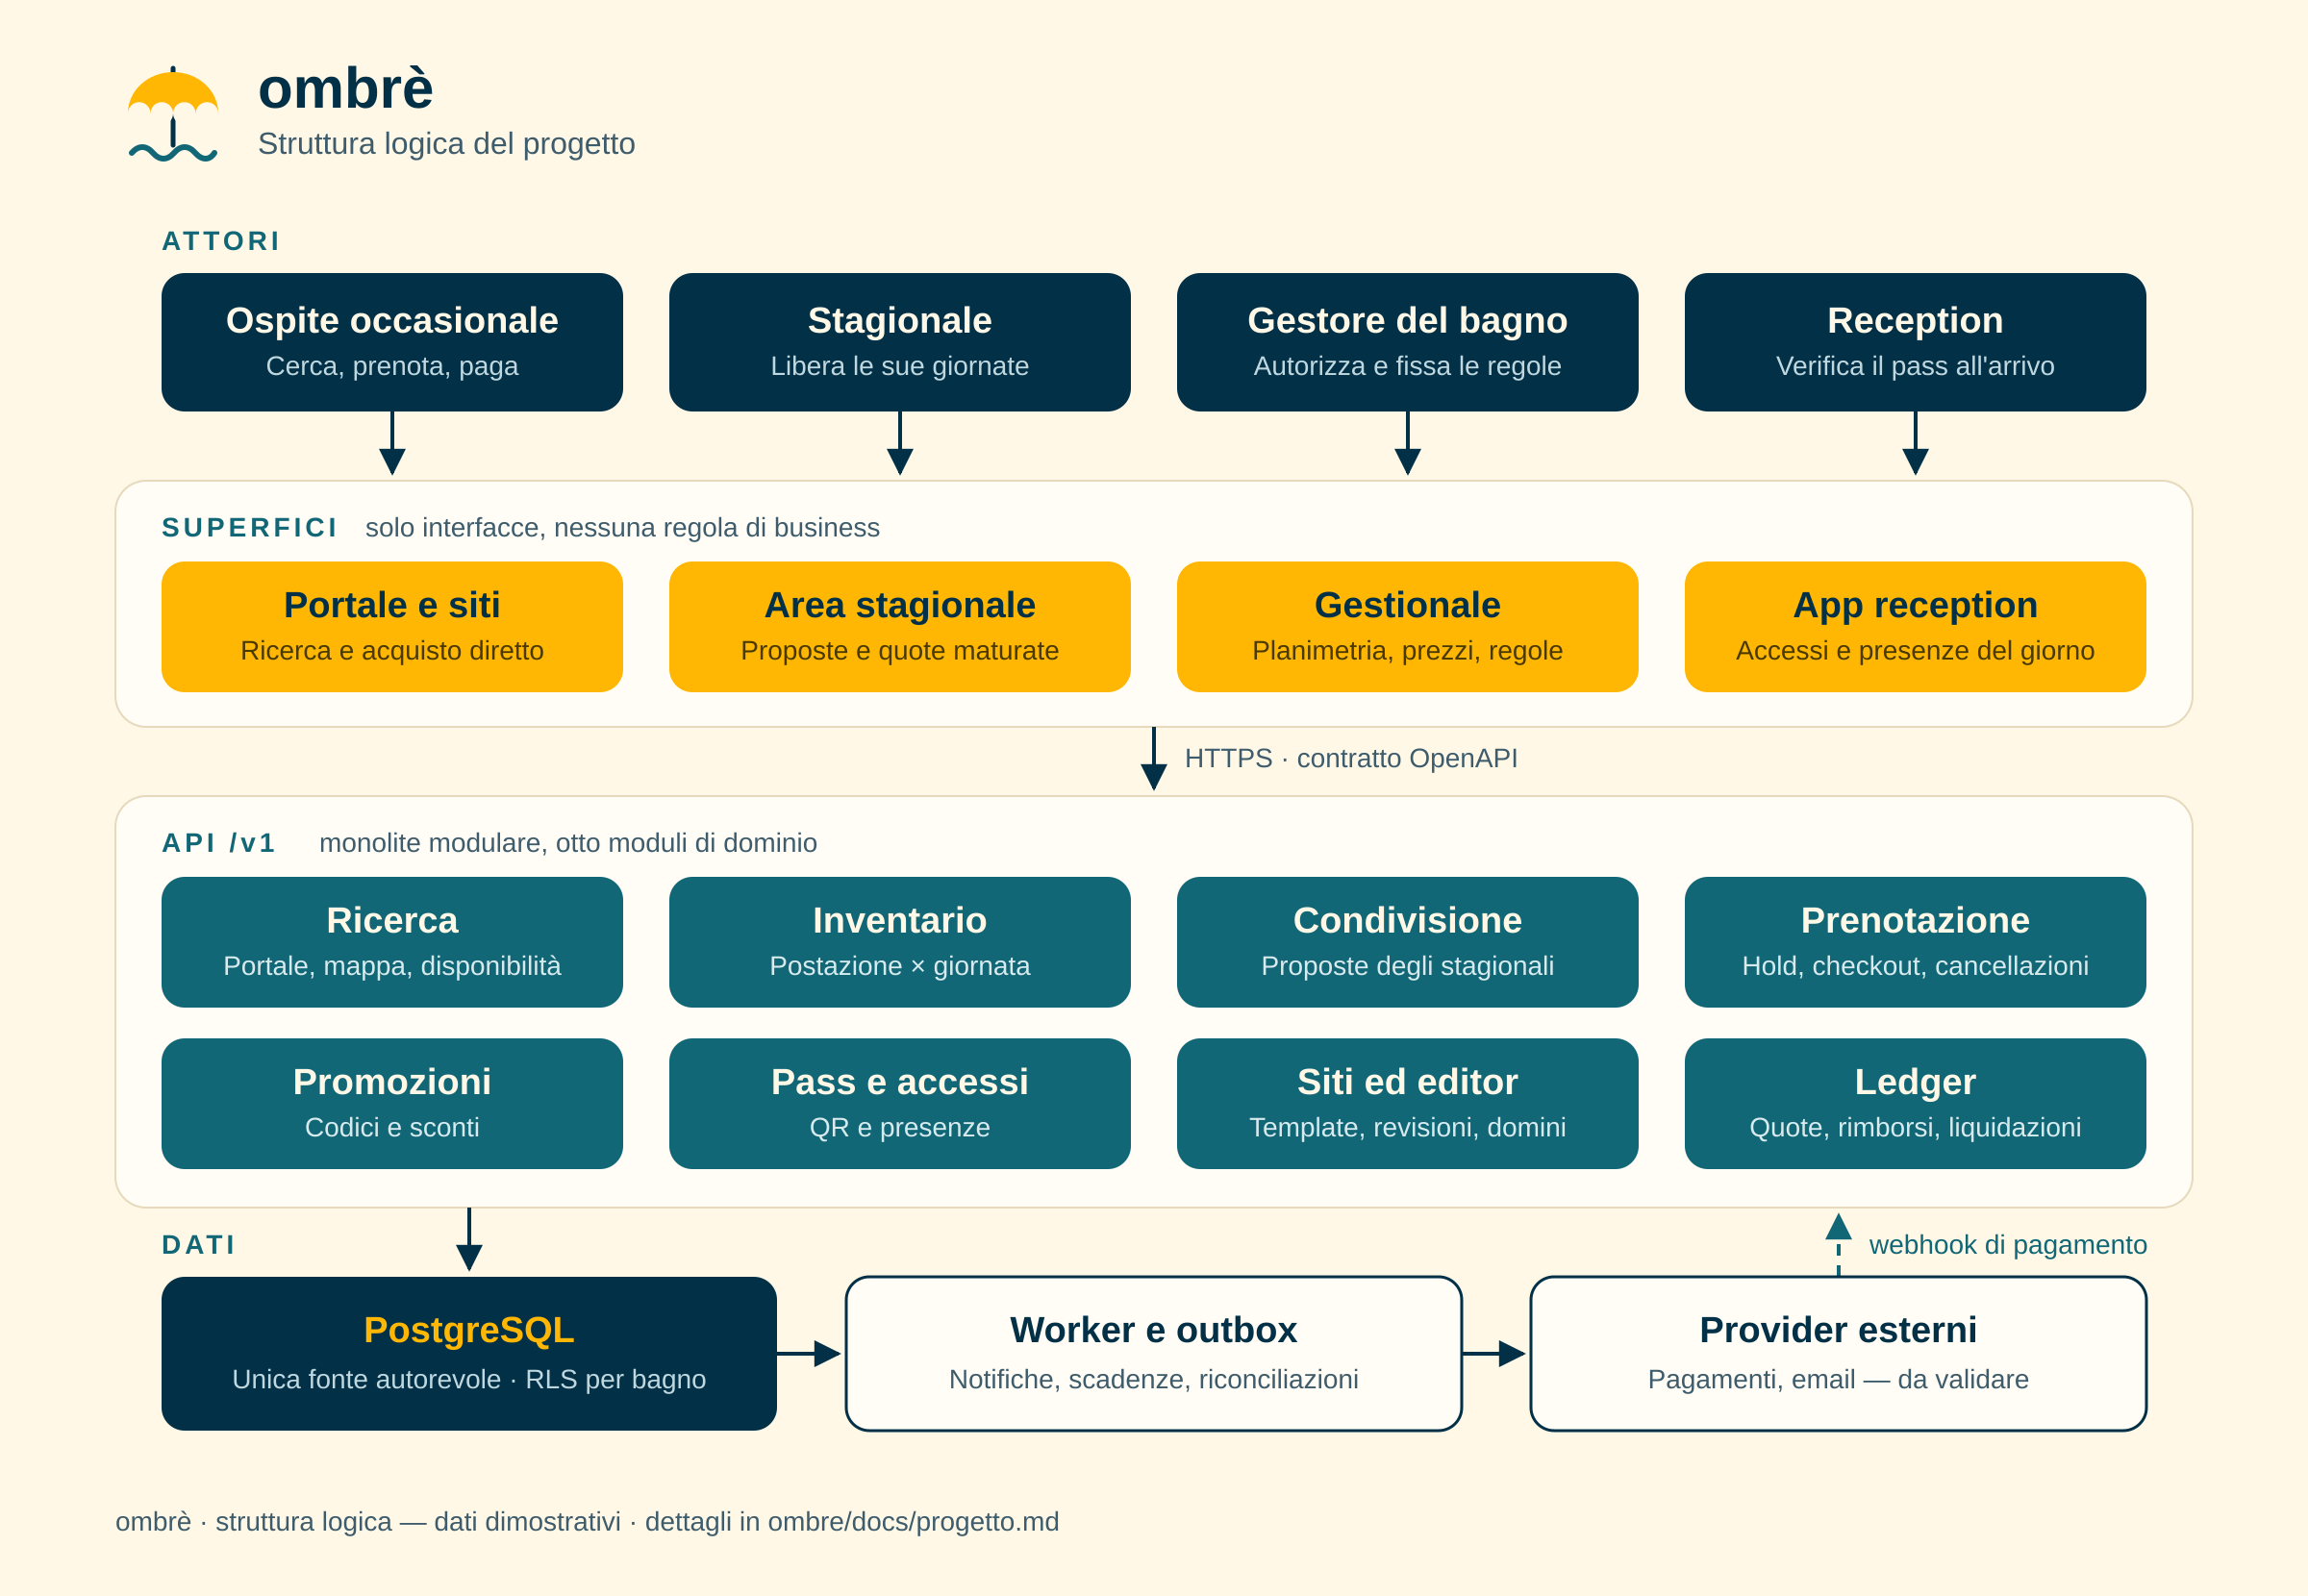 ombrè
Struttura logica del progetto
ATTORI
Ospite occasionale
Cerca, prenota, paga
Stagionale
Libera le sue giornate
Gestore del bagno
Autorizza e fissa le regole
Reception
Verifica il pass all'arrivo
SUPERFICI solo interfacce, nessuna regola di business
Portale e siti
Ricerca e acquisto diretto
Area stagionale
Proposte e quote maturate
Gestionale
Planimetria, prezzi, regole
App reception
Accessi e presenze del giorno
HTTPS · contratto OpenAPI
API /v1 monolite modulare, otto moduli di dominio
Ricerca
Portale, mappa, disponibilità
Inventario
Postazione × giornata
Condivisione
Proposte degli stagionali
Prenotazione
Hold, checkout, cancellazioni
Promozioni
Codici e sconti
Pass e accessi
QR e presenze
Siti ed editor
Template, revisioni, domini
Ledger
Quote, rimborsi, liquidazioni
DATI
webhook di pagamento
PostgreSQL
Unica fonte autorevole · RLS per bagno
Worker e outbox
Notifiche, scadenze, riconciliazioni
Provider esterni
Pagamenti, email — da validare
ombrè · struttura logica — dati dimostrativi · dettagli in ombre/docs/progetto.md